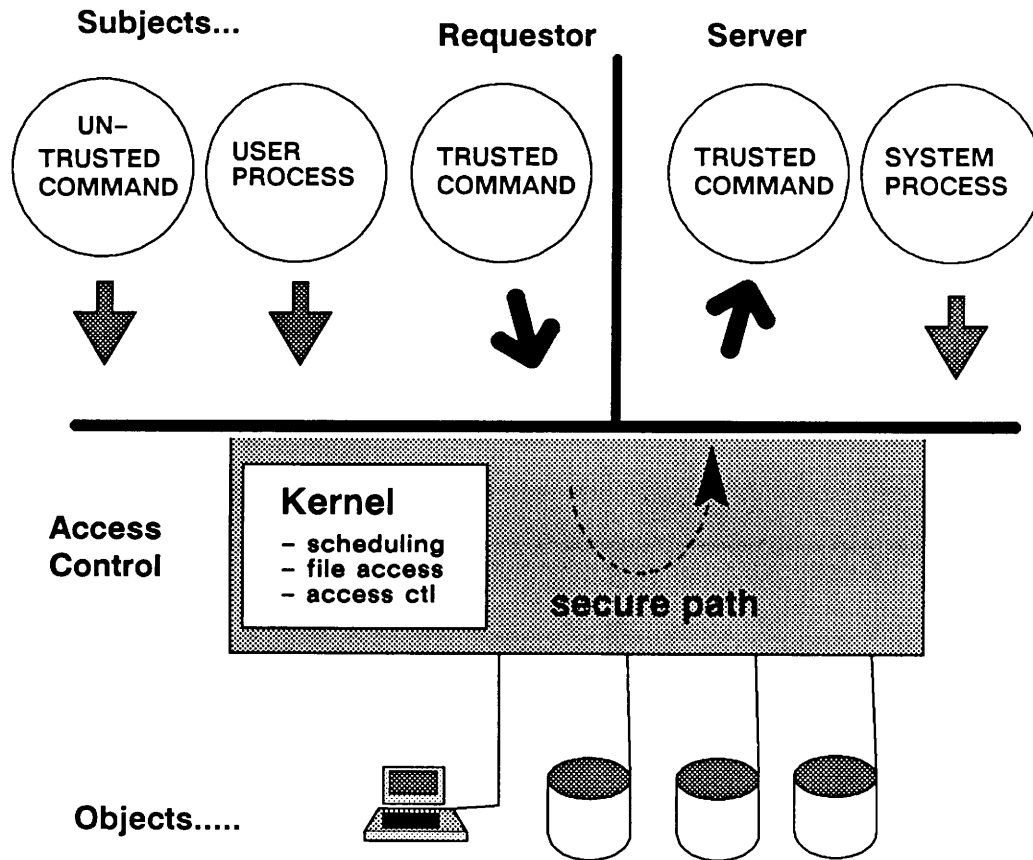 Subjects...
Requestor
Server
UN-
TRUSTED
COMMAND
USER
PROCESS
TRUSTED
COMMAND
TRUSTED
COMMAND
SYSTEM
PROCESS
Access
Control
Kernel
- scheduling
- file access
- access ctl
secure path
Objects.....